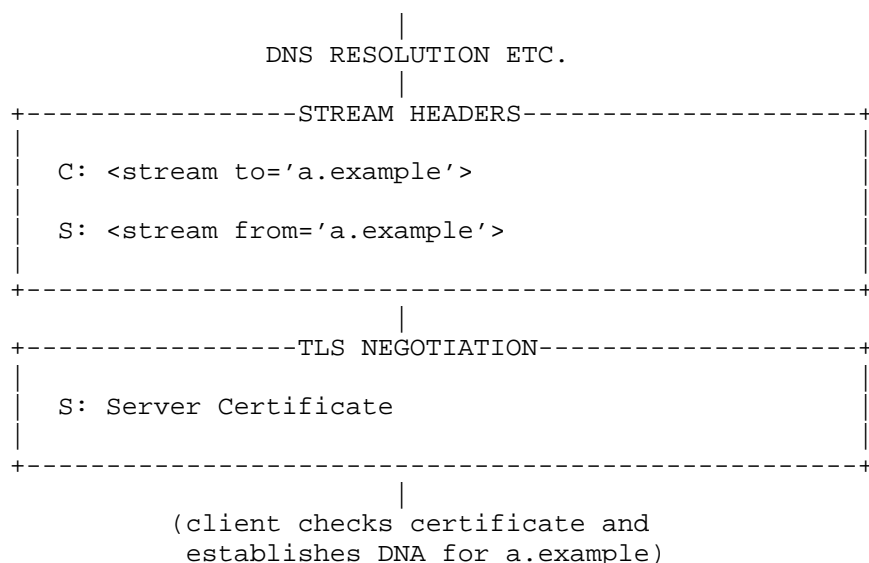 |
DNS RESOLUTION ETC.
|
+-----------------STREAM HEADERS---------------------+
|                                                    |
|  C: <stream to='a.example'>                        |
|                                                    |
|  S: <stream from='a.example'>                      |
|                                                    |
+----------------------------------------------------+
|
+-----------------TLS NEGOTIATION--------------------+
|                                                    |
|  S: Server Certificate                             |
|                                                    |
+----------------------------------------------------+
|
(client checks certificate and
establishes DNA for a.example)